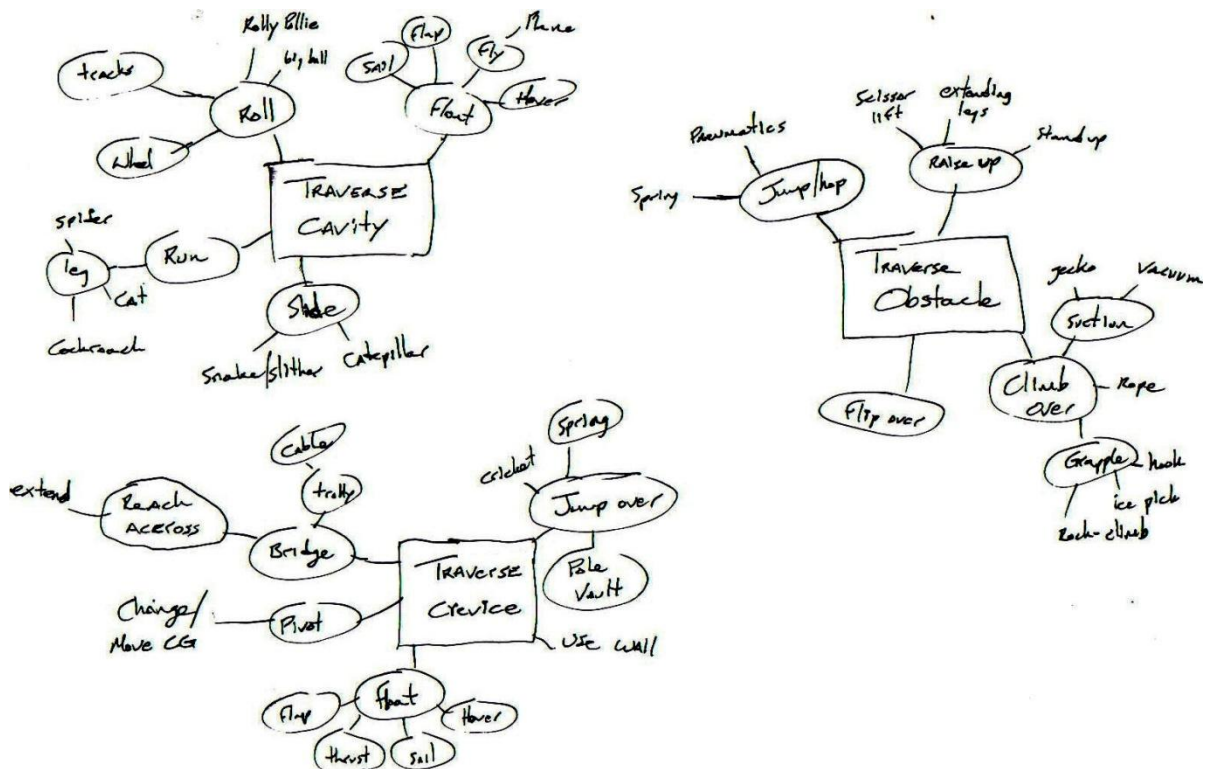 Rolly Pollie
big ball
tracks
Roll
Wheel
SAil
flap
Fly
Plane
Float
Hover
TRAVERSE
CAvity
spider
leg
Run
CAt
Cockroach
Slide
Snake/slither
CAtepillar
Pneumatics
Spring
Jump/hop
Scissor
lift
extending
legs
Stand up
RAise up
TRAverse
Obstacle
gecko
VAcuum
Suction
Climb
over
Rope
Flip over
Grapple
hook
ice pick
Rock-climb
extend
ReAch
Across
Cable
trolly
Bridge
Cricket
Spring
Jump over
Pole
VAult
TRAverse
Crevice
Change/
Move CG
Pivot
USe WAll
Float
Flap
thrust
SAil
Hover